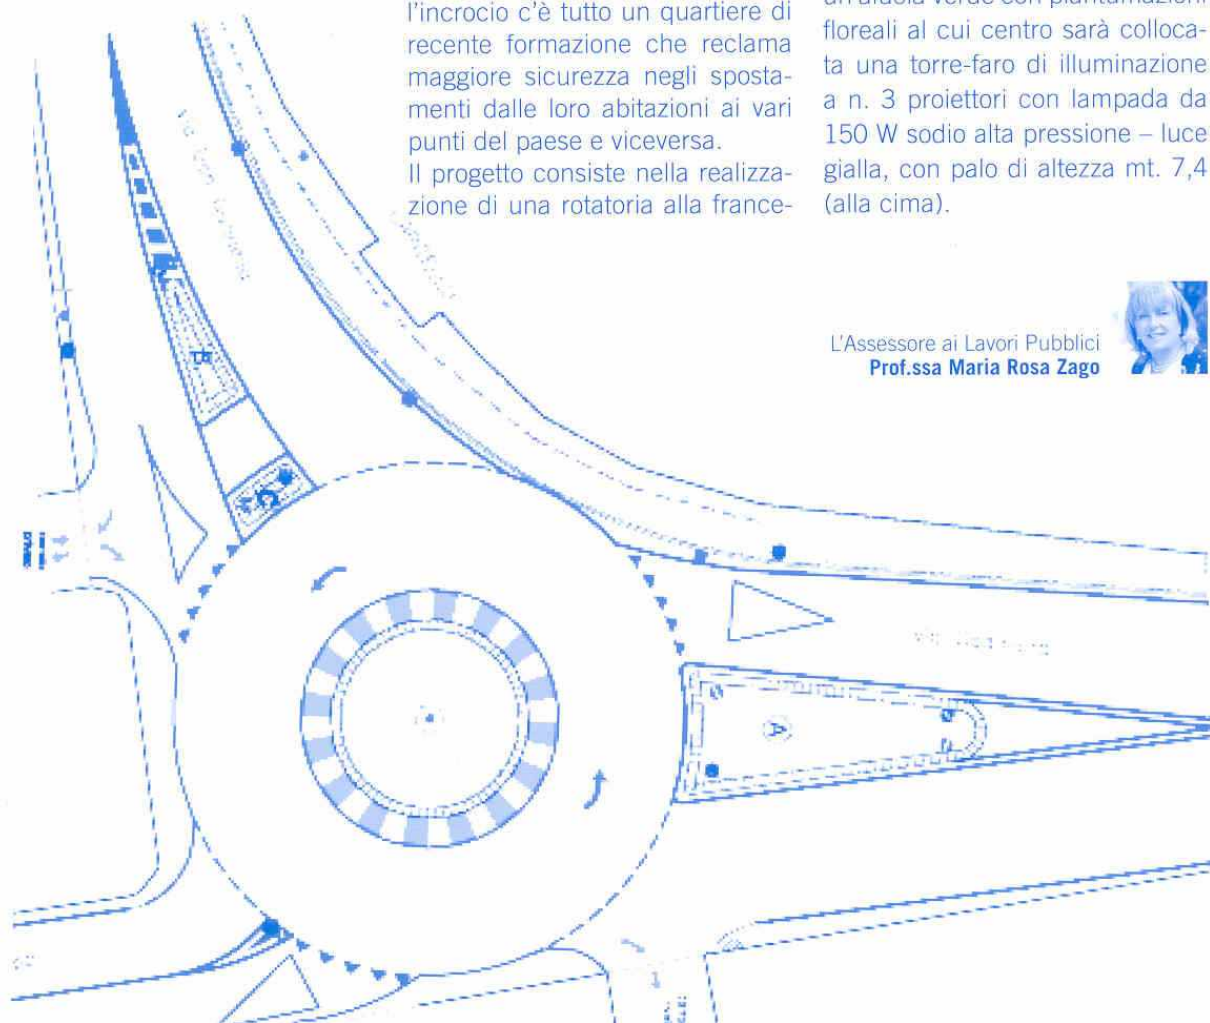 l'incrocio c'è tutto un quartiere di
recente formazione che reclama
maggiore sicurezza negli sposta-
menti dalle loro abitazioni ai vari
punti del paese e viceversa.
Il progetto consiste nella realizza-
zione di una rotatoria alla france-
floreali al cui centro sarà colloca-
ta una torre-faro di illuminazione
a n. 3 proiettori con lampada da
150 W sodio alta pressione – luce
gialla, con palo di altezza mt. 7,4
(alla cima).
L'Assessore ai Lavori Pubblici
Prof.ssa Maria Rosa Zago
B
C
A